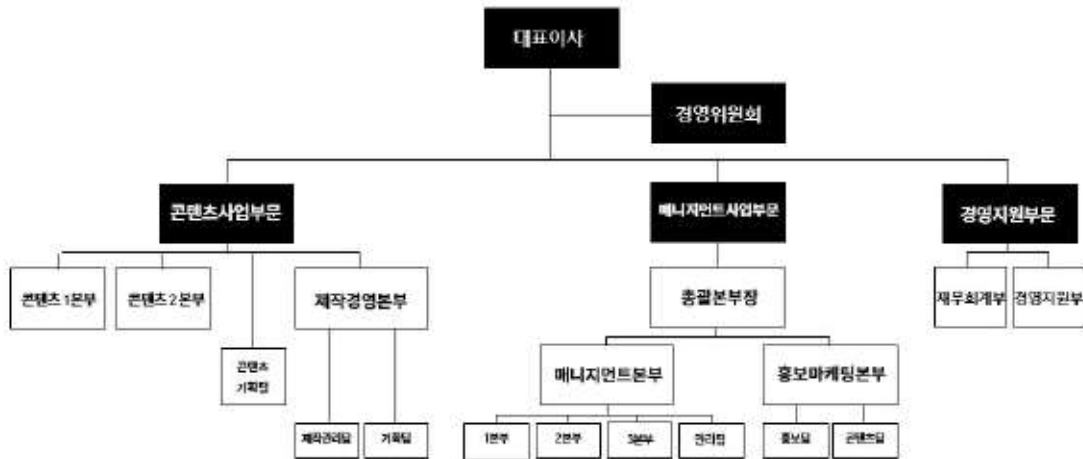 대표이사
경영위원회
콘텐츠사업부문
매니지먼트사업부문
경영지원부문
콘텐츠 1본부
콘텐츠 2본부
제작경영본부
총괄본부장
재무회계부
경영지원부
콘텐츠
기획팀
매니지먼트본부
홍보마케팅본부
제작관리팀
기획팀
1본부
2본부
3본부
관리팀
홍보팀
콘텐츠팀